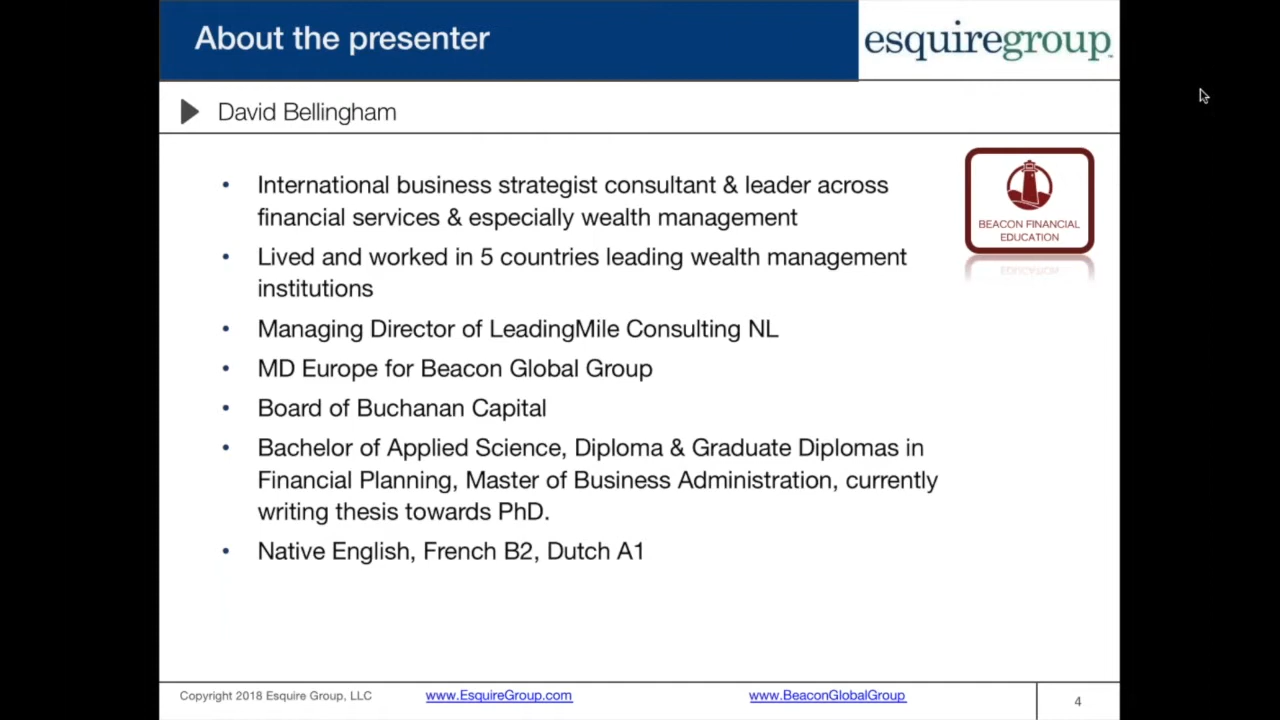 About the presenter
esquiregroup
David Bellingham
• International business strategist consultant & leader across
financial services & especially wealth management
• Lived and worked in 5 countries leading wealth management
institutions
• Managing Director of LeadingMile Consulting NL
• MD Europe for Beacon Global Group
• Board of Buchanan Capital
• Bachelor of Applied Science, Diploma & Graduate Diplomas in
Financial Planning, Master of Business Administration, currently
writing thesis towards PhD.
• Native English, French B2, Dutch A1
BEACON FINANCIAL
EDUCATION
Copyright 2018 Esquire Group, LLC www.EsquireGroup.com www.BeaconGlobalGroup 4